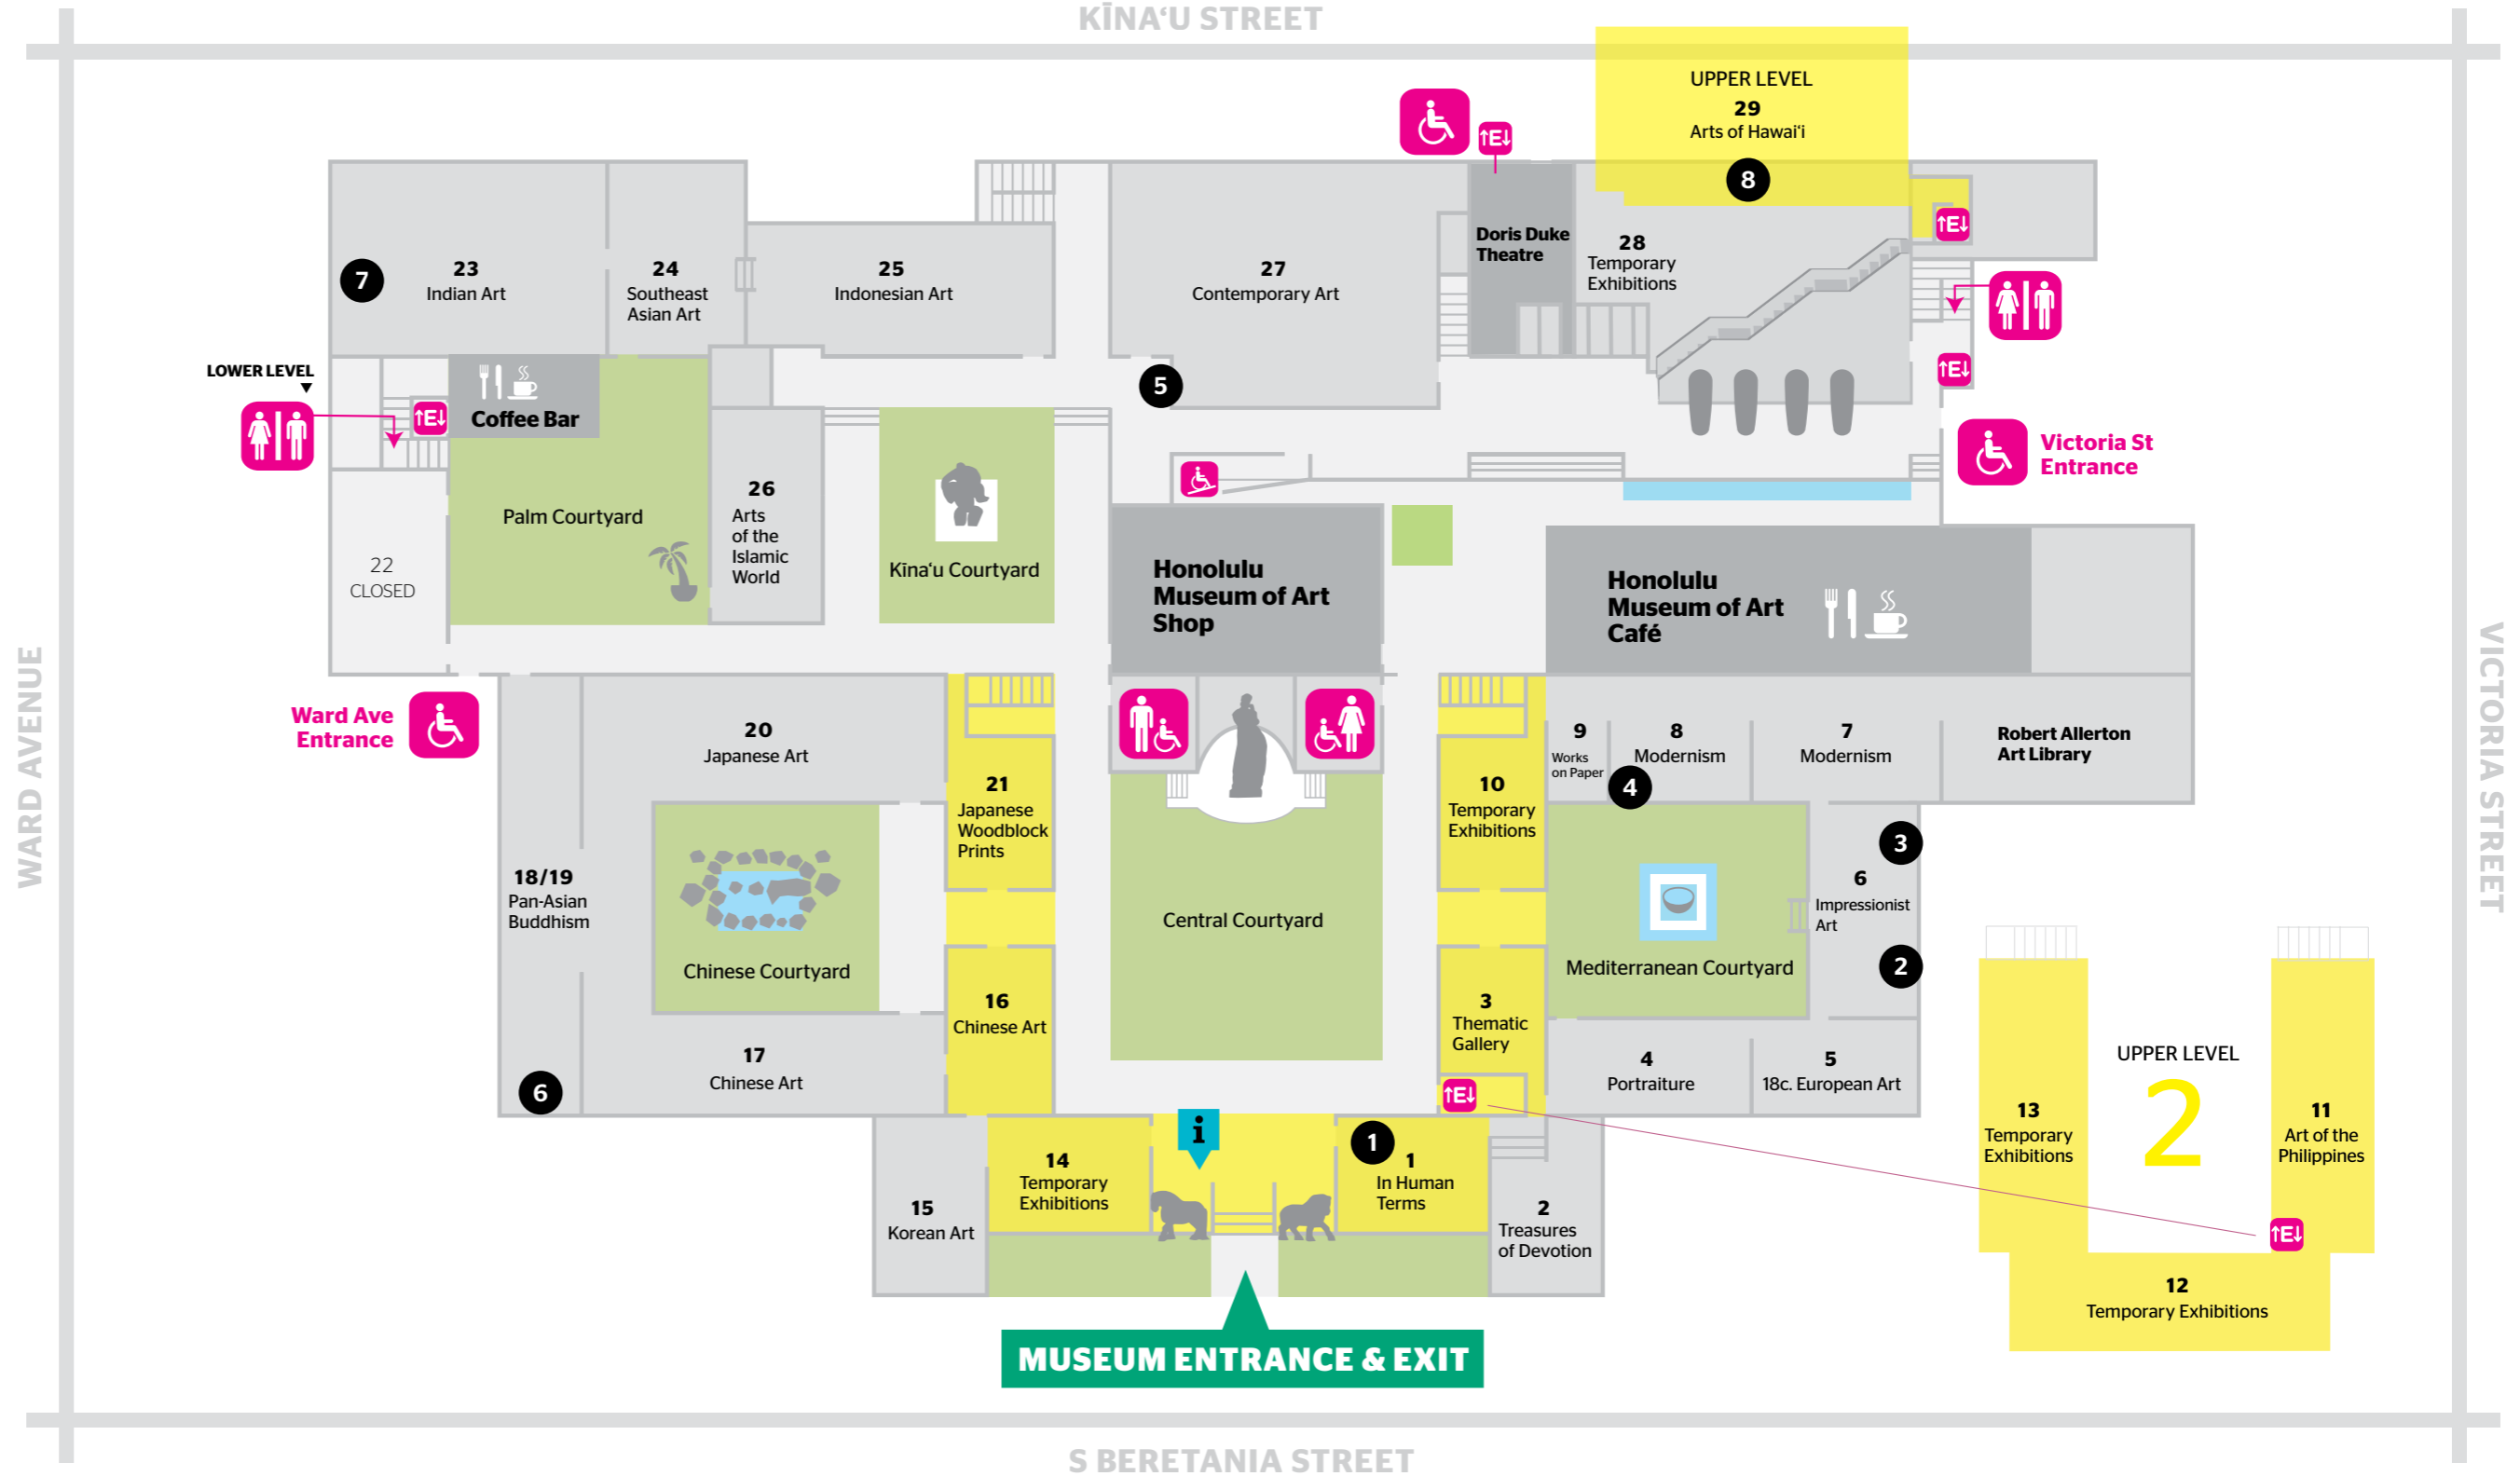 KĪNAʻU STREET
UPPER LEVEL
29
Arts of Hawaiʻi
8
↑E↓
Doris Duke
Theatre
28
Temporary
Exhibitions
↑E↓
7
23
Indian Art
24
Southeast
Asian Art
25
Indonesian Art
27
Contemporary Art
LOWER LEVEL
↑E↓
Coffee Bar
5
↑E↓
Victoria St
Entrance
Palm Courtyard
26
Arts
of the
Islamic
World
Kīnaʻu Courtyard
22
CLOSED
Honolulu
Museum of Art
Shop
Honolulu
Museum of Art
Café
WARD AVENUE
VICTORIA STREET
Ward Ave
Entrance
20
Japanese Art
21
Japanese
Woodblock
Prints
10
Temporary
Exhibitions
9
Works
on Paper
8
Modernism
4
7
Modernism
Robert Allerton
Art Library
18/19
Pan-Asian
Buddhism
Chinese Courtyard
Central Courtyard
Mediterranean Courtyard
3
6
Impressionist
Art
2
16
Chinese Art
3
Thematic
Gallery
17
Chinese Art
6
4
Portraiture
5
18c. European Art
↑E↓
i
1
14
Temporary
Exhibitions
1
In Human
Terms
15
Korean Art
2
Treasures
of Devotion
UPPER LEVEL
2
13
Temporary
Exhibitions
11
Art of the
Philippines
↑E↓
12
Temporary Exhibitions
MUSEUM ENTRANCE & EXIT
S BERETANIA STREET